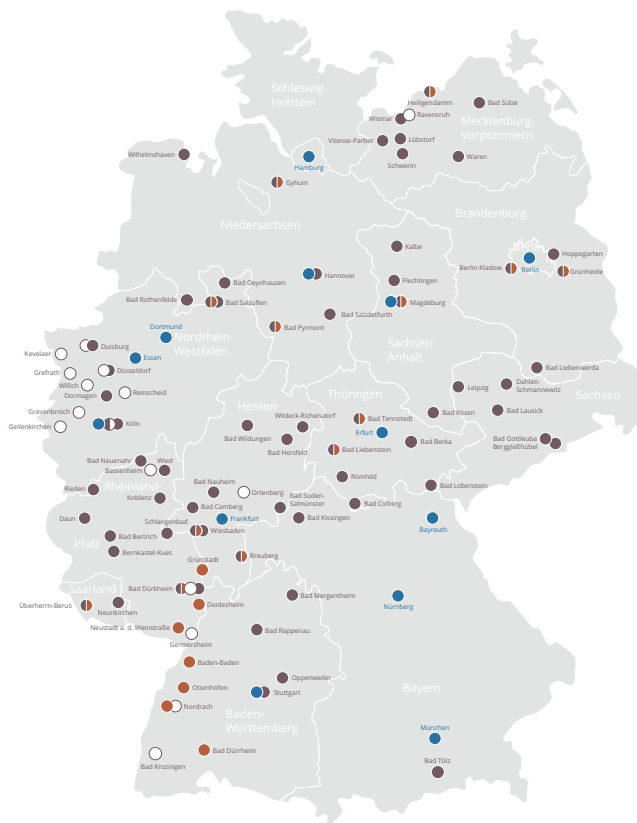 Schleswig-
Holstein
Heiligendamm
Bad Sülze
Ravensruh
Wismar
Mecklenburg-
Vorpommern
Vitense-Parber
Lübstorf
Wilhelmshaven
Schwerin
Waren
Hamburg
Gyhum
Brandenburg
Niedersachsen
Kalbe
Hoppegarten
Berlin-Kladow
Berlin
Grünheide
Hannover
Flechtingen
Bad Oeynhausen
Bad Rothenfelde
Bad Salzuflen
Magdeburg
Bad Salzdetfurth
Dortmund
Bad Pyrmont
Nordrhein-
Westfalen
Sachsen-
Anhalt
Duisburg
Kevelaer
Essen
Grefrath
Düsseldorf
Bad Liebenwerda
Willich
Dormagen
Remscheid
Leipzig
Dahlen-
Schmannewitz
Thüringen
Sachsen
Hessen
Grevenbroich
Geilenkirchen
Köln
Wildeck-Richelsdorf
Bad Tennstedt
Bad Kösen
Bad Lausick
Bad Wildungen
Erfurt
Bad Hersfeld
Bad Liebenstein
Bad Berka
Bad Gottleuba
Berggießhübel
Bad Neuenahr
Wied
Bassenheim
Römhild
Rheinland-
Rieden
Koblenz
Bad Nauheim
Ortenberg
Bad Soden-
Salmünster
Bad Lobenstein
Bad Camberg
Bad Colberg
Daun
Schlangenbad
Frankfurt
Bad Kissingen
Bayreuth
Bad Bertrich
Wiesbaden
Pfalz
Bernkastel-Kues
Breuberg
Grünstadt
Saarland
Bad Dürkheim
Bad Mergentheim
Nürnberg
Überherrn-Berus
Neunkirchen
Deidesheim
Neustadt a. d. Weinstraße
Germersheim
Bad Rappenau
Baden-Baden
Oppenweiler
Ottenhöfen
Stuttgart
Bayern
Nordrach
Baden-
Württemberg
München
Bad Dürrheim
Bad Krozingen
Bad Tölz